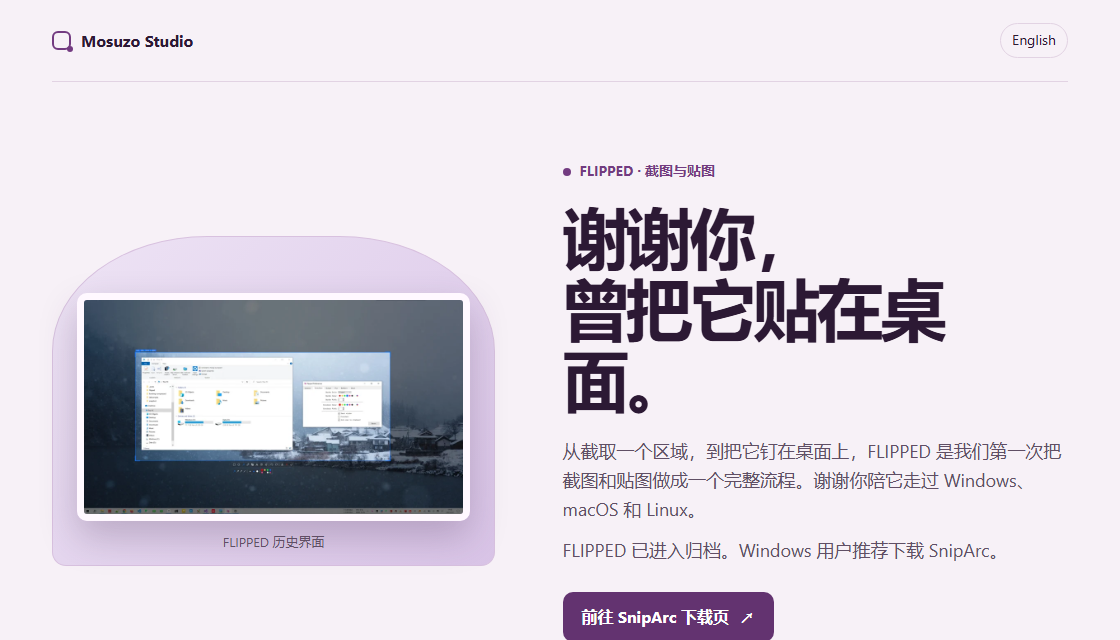 Mosuzo Studio
English
FLIPPED · 截图与贴图
谢谢你，
曾把它贴在桌
面。
从截取一个区域，到把它钉在桌面上，FLIPPED 是我们第一次把
截图和贴图做成一个完整流程。谢谢你陪它走过 Windows、
macOS 和 Linux。
FLIPPED 已进入归档。Windows 用户推荐下载 SnipArc。
前往 SnipArc 下载页 ↗
FLIPPED 历史界面